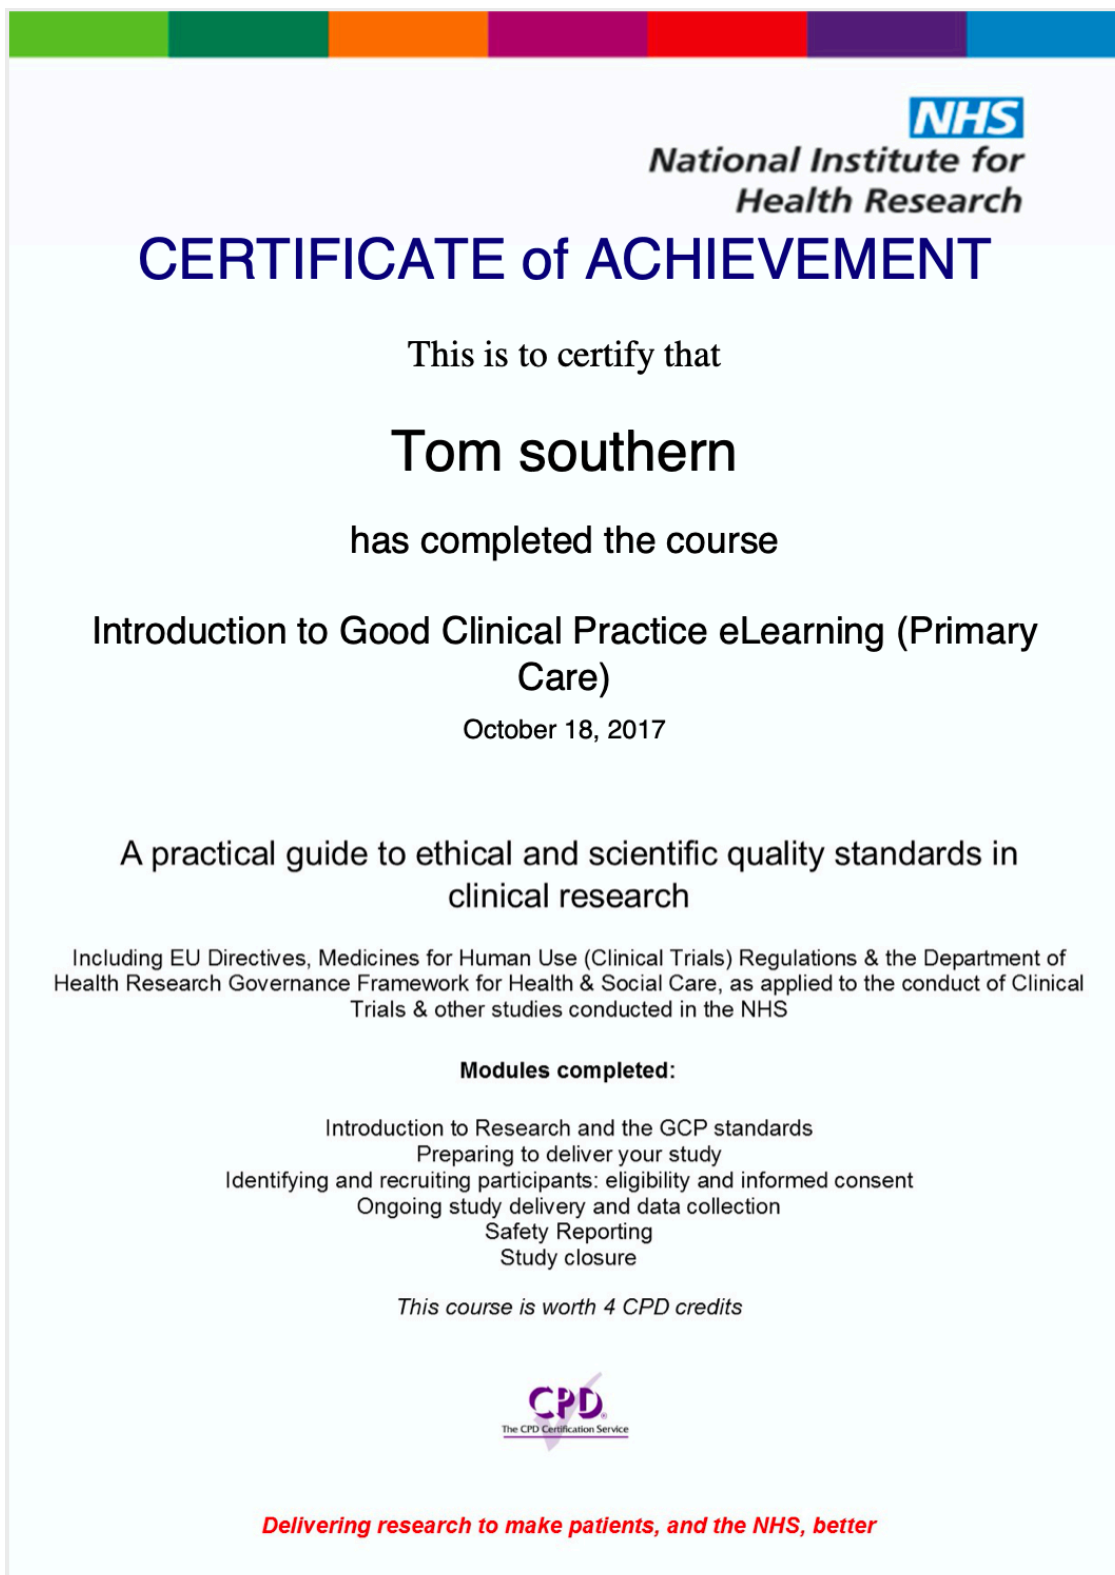 NHS
National Institute for
Health Research
CERTIFICATE of ACHIEVEMENT
This is to certify that
Tom southern
has completed the course
Introduction to Good Clinical Practice eLearning (Primary
Care)
October 18, 2017
A practical guide to ethical and scientific quality standards in
clinical research
Including EU Directives, Medicines for Human Use (Clinical Trials) Regulations & the Department of
Health Research Governance Framework for Health & Social Care, as applied to the conduct of Clinical
Trials & other studies conducted in the NHS
Modules completed:
Introduction to Research and the GCP standards
Preparing to deliver your study
Identifying and recruiting participants: eligibility and informed consent
Ongoing study delivery and data collection
Safety Reporting
Study closure
This course is worth 4 CPD credits
CPD®
The CPD Certification Service
Delivering research to make patients, and the NHS, better